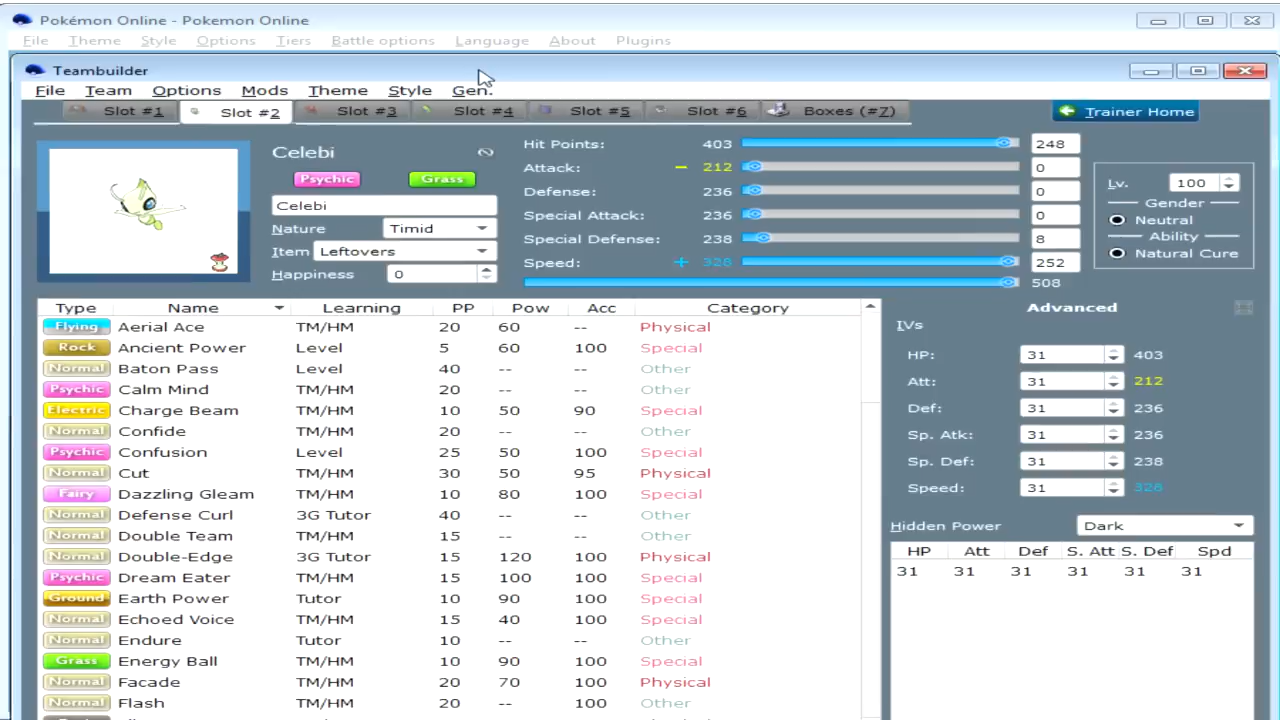 Pokémon Online - Pokemon Online
File Theme Style Options Tiers Battle options Language About Plugins
Teambuilder
File Team Options Mods Theme Style Gen.
Slot #1 Slot #2 Slot #3 Slot #4 Slot #5 Slot #6 Boxes (#7) Trainer Home
Celebi
Psychic Grass
Celebi
Nature Timid
Item Leftovers
Happiness 0
Hit Points: 403 248
Attack: − 212 0
Defense: 236 0
Special Attack: 236 0
Special Defense: 238 8
Speed: + 328 252
508
Lv. 100
Gender
Neutral
Ability
Natural Cure
Type Name Learning PP Pow Acc Category
Flying Aerial Ace TM/HM 20 60 -- Physical
Rock Ancient Power Level 5 60 100 Special
Normal Baton Pass Level 40 -- -- Other
Psychic Calm Mind TM/HM 20 -- -- Other
Electric Charge Beam TM/HM 10 50 90 Special
Normal Confide TM/HM 20 -- -- Other
Psychic Confusion Level 25 50 100 Special
Normal Cut TM/HM 30 50 95 Physical
Fairy Dazzling Gleam TM/HM 10 80 100 Special
Normal Defense Curl 3G Tutor 40 -- -- Other
Normal Double Team TM/HM 15 -- -- Other
Normal Double-Edge 3G Tutor 15 120 100 Physical
Psychic Dream Eater TM/HM 15 100 100 Special
Ground Earth Power Tutor 10 90 100 Special
Normal Echoed Voice TM/HM 15 40 100 Special
Normal Endure Tutor 10 -- -- Other
Grass Energy Ball TM/HM 10 90 100 Special
Normal Facade TM/HM 20 70 100 Physical
Normal Flash TM/HM 20 -- 100 Other
Advanced
IVs
HP: 31 403
Att: 31 212
Def: 31 236
Sp. Atk: 31 236
Sp. Def: 31 238
Speed: 31 328
Hidden Power Dark
HP Att Def S. Att S. Def Spd
31 31 31 31 31 31